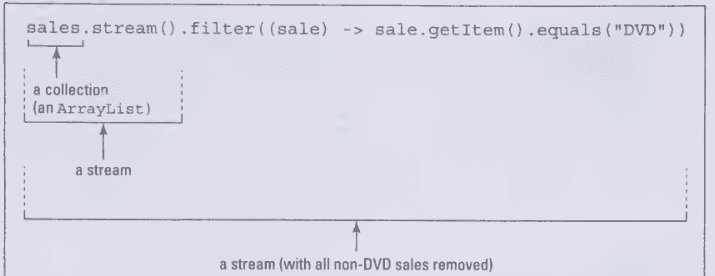 sales.stream().filter((sale) -> sale.getItem().equals("DVD"))
a collection
(an ArrayList)
a stream
a stream (with all non-DVD sales removed)